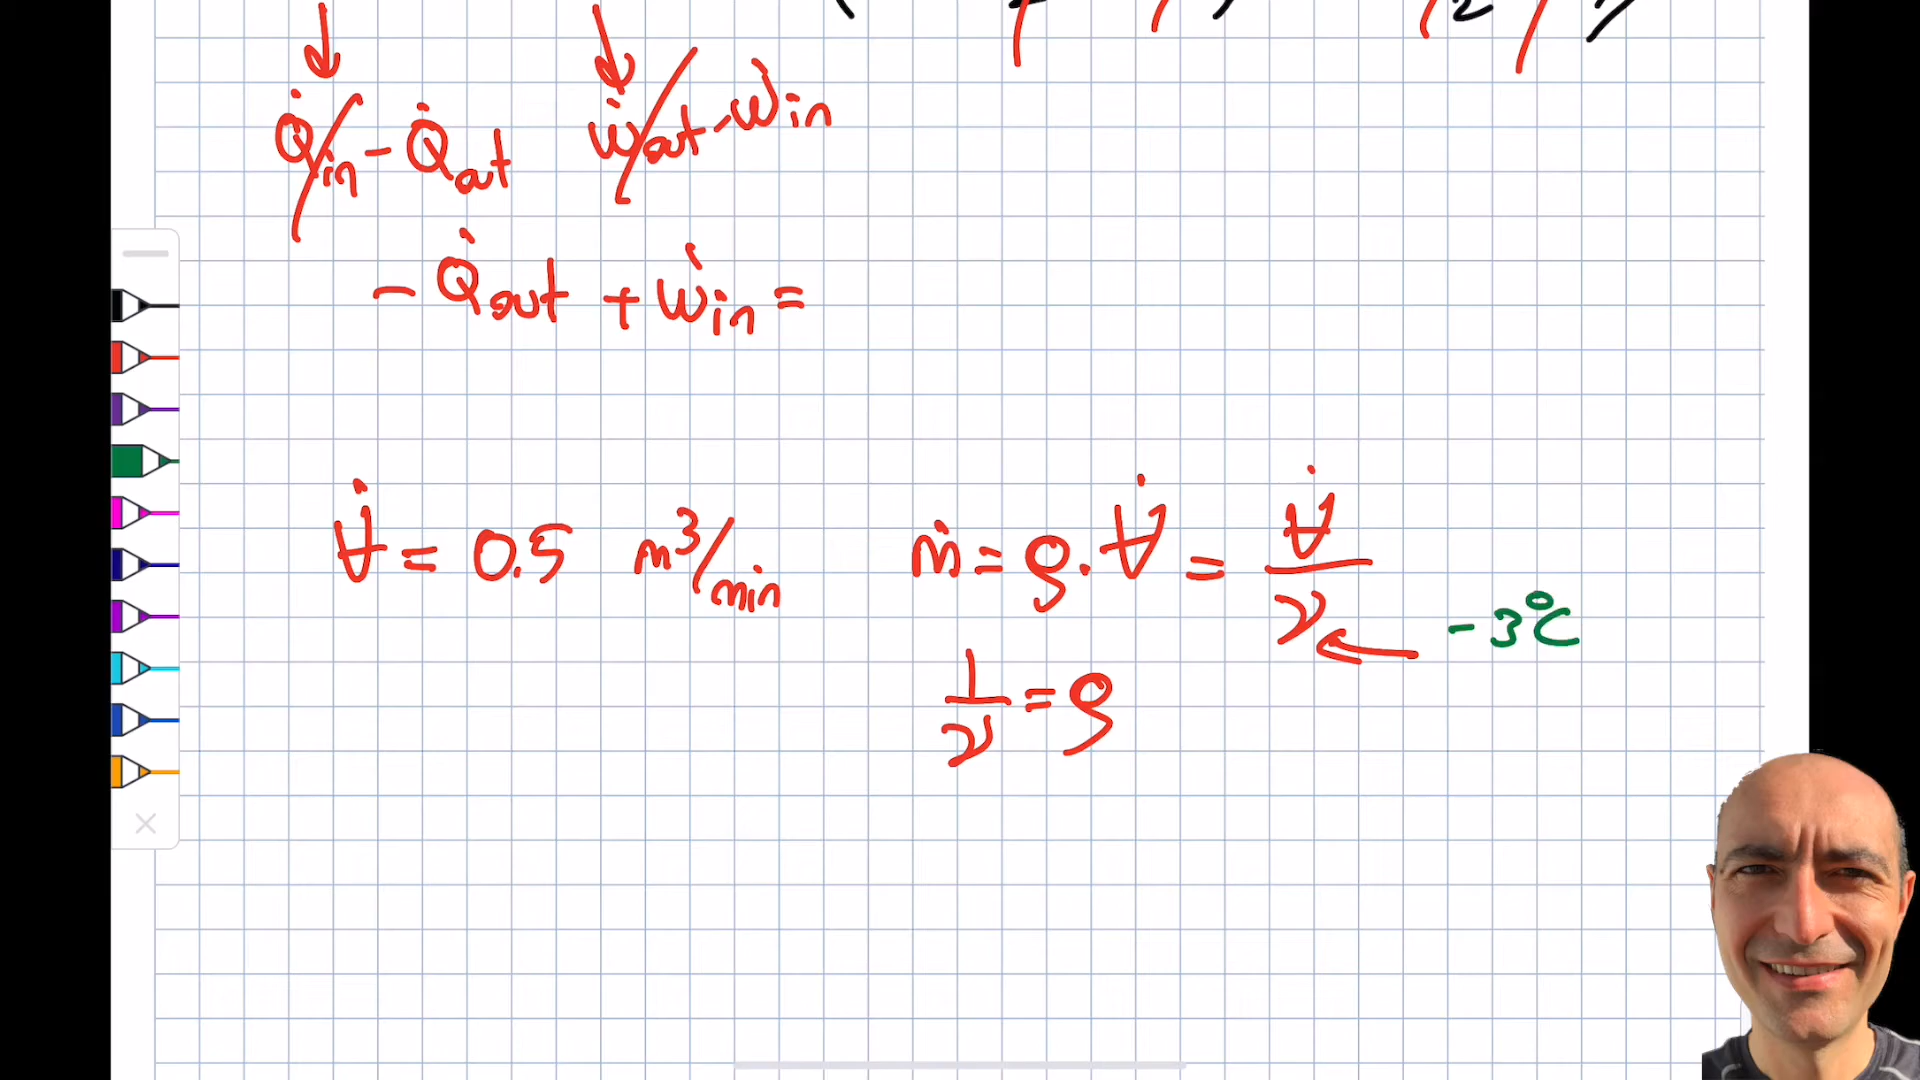 Q̇in - Q̇out Ẇout - Ẇin
- Q̇out + Ẇin =
V̇ = 0.5 m³/min ṁ = ρ . V̇ = V̇/ν
-3°C
1/ν = ρ